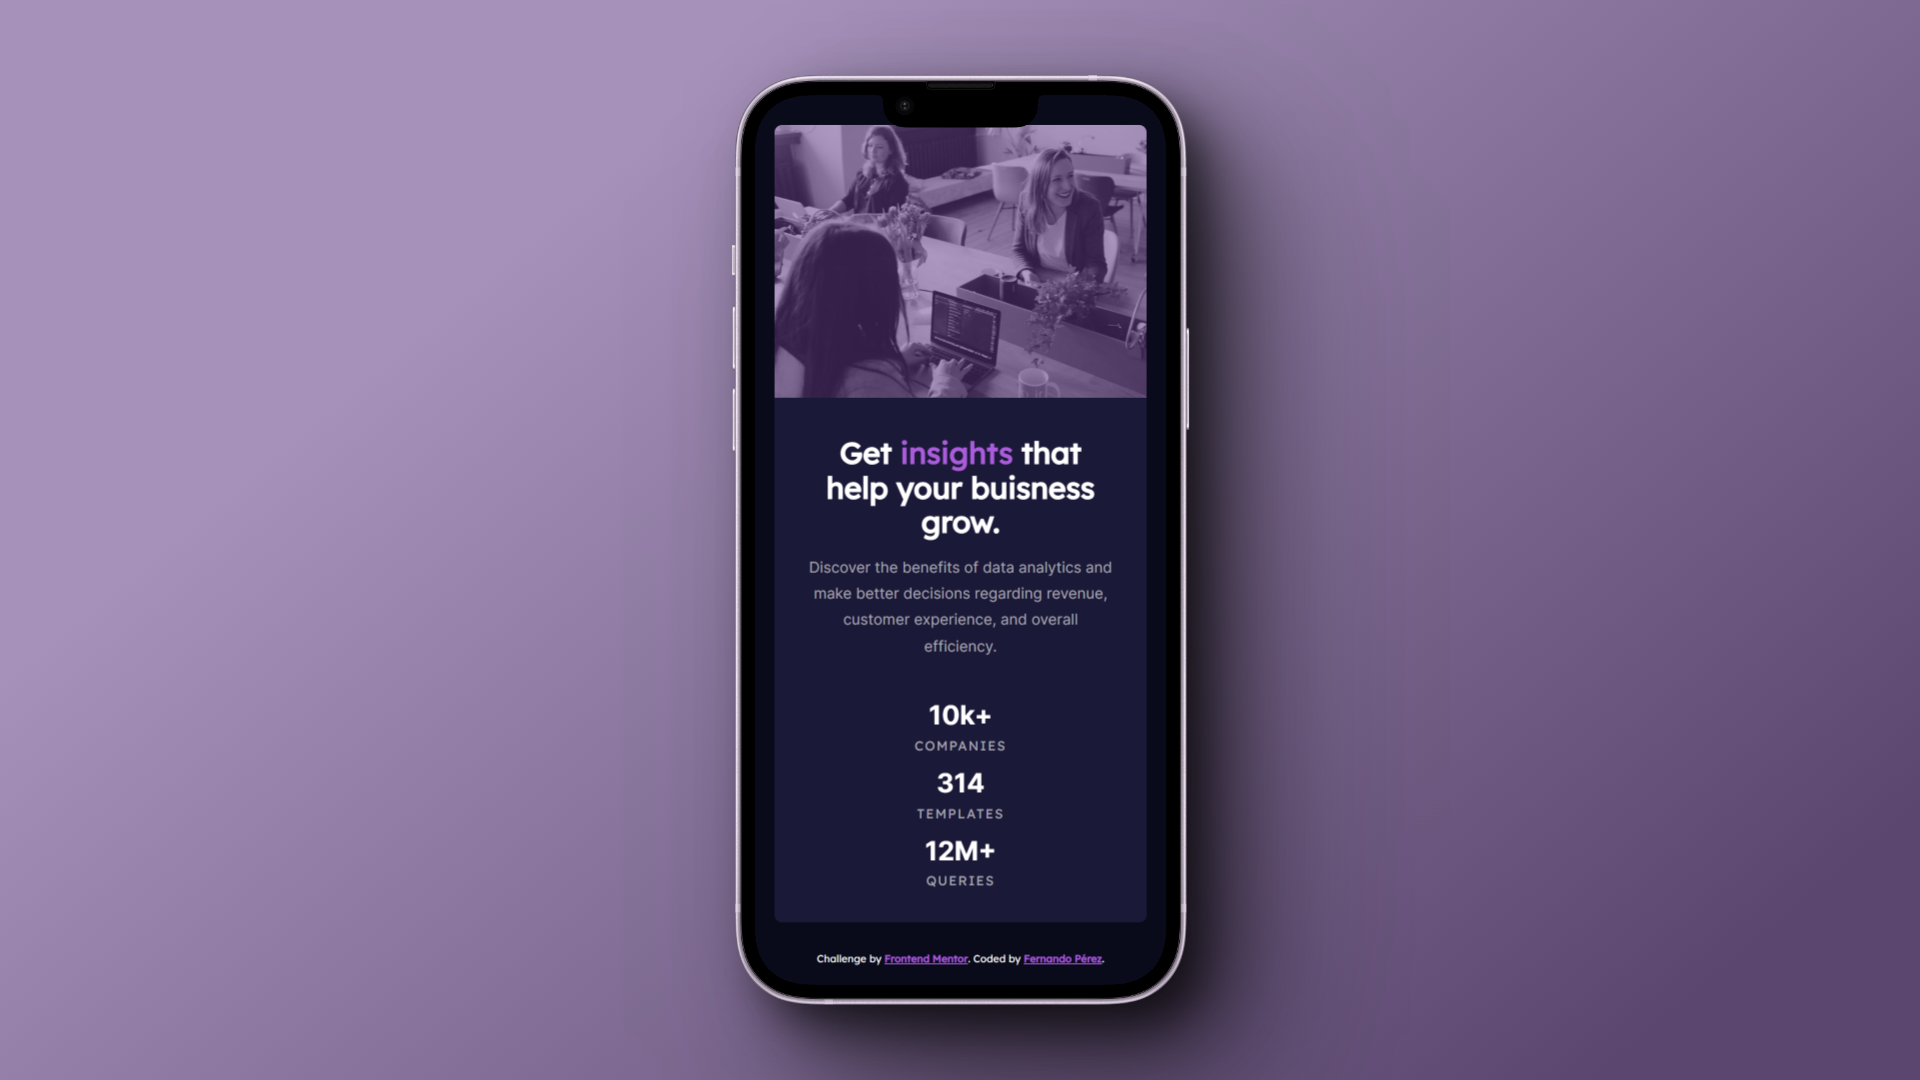 Get insights that
help your buisness
grow.
Discover the benefits of data analytics and
make better decisions regarding revenue,
customer experience, and overall
efficiency.
10k+
COMPANIES
314
TEMPLATES
12M+
QUERIES
Challenge by Frontend Mentor. Coded by Fernando Pérez.